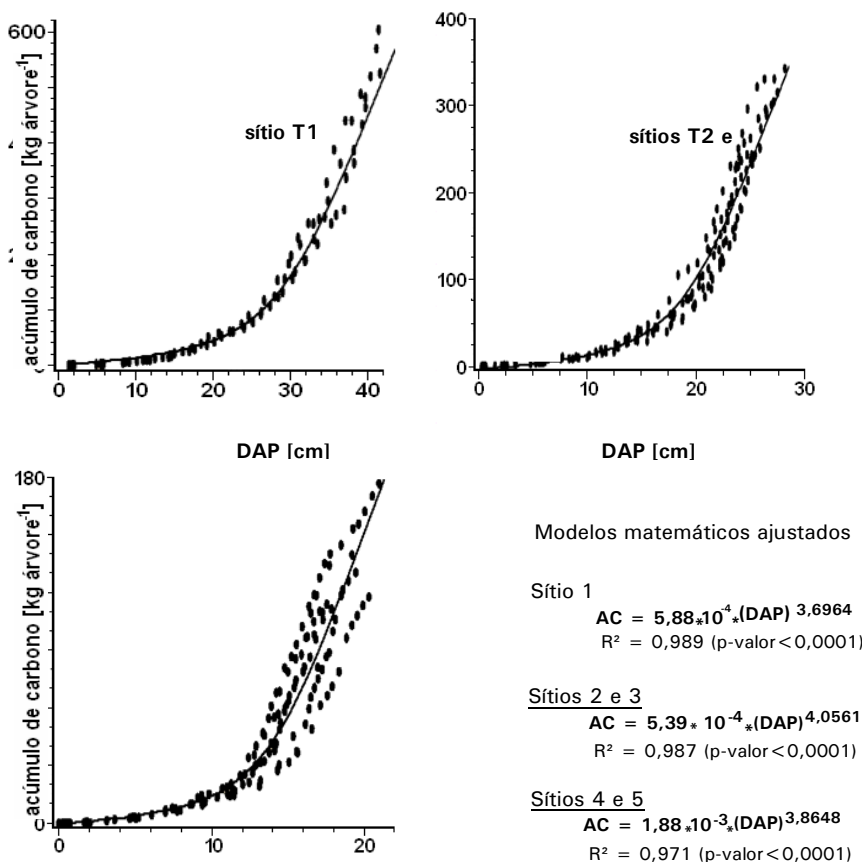 600
acúmulo de carbono [kg árvore-1]
sítio T1
0 10 20 30 40
DAP [cm]
400
300
200
100
0
sítios T2 e
0 10 20 30
DAP [cm]
180
acúmulo de carbono [kg árvore-1]
0
0 10 20
Modelos matemáticos ajustados
Sítio 1
AC = 5,88*10-4*(DAP) 3,6964
R² = 0,989 (p-valor<0,0001)
Sítios 2 e 3
AC = 5,39* 10-4*(DAP)4,0561
R² = 0,987 (p-valor<0,0001)
Sítios 4 e 5
AC = 1,88*10-3*(DAP)3,8648
R² = 0,971 (p-valor<0,0001)